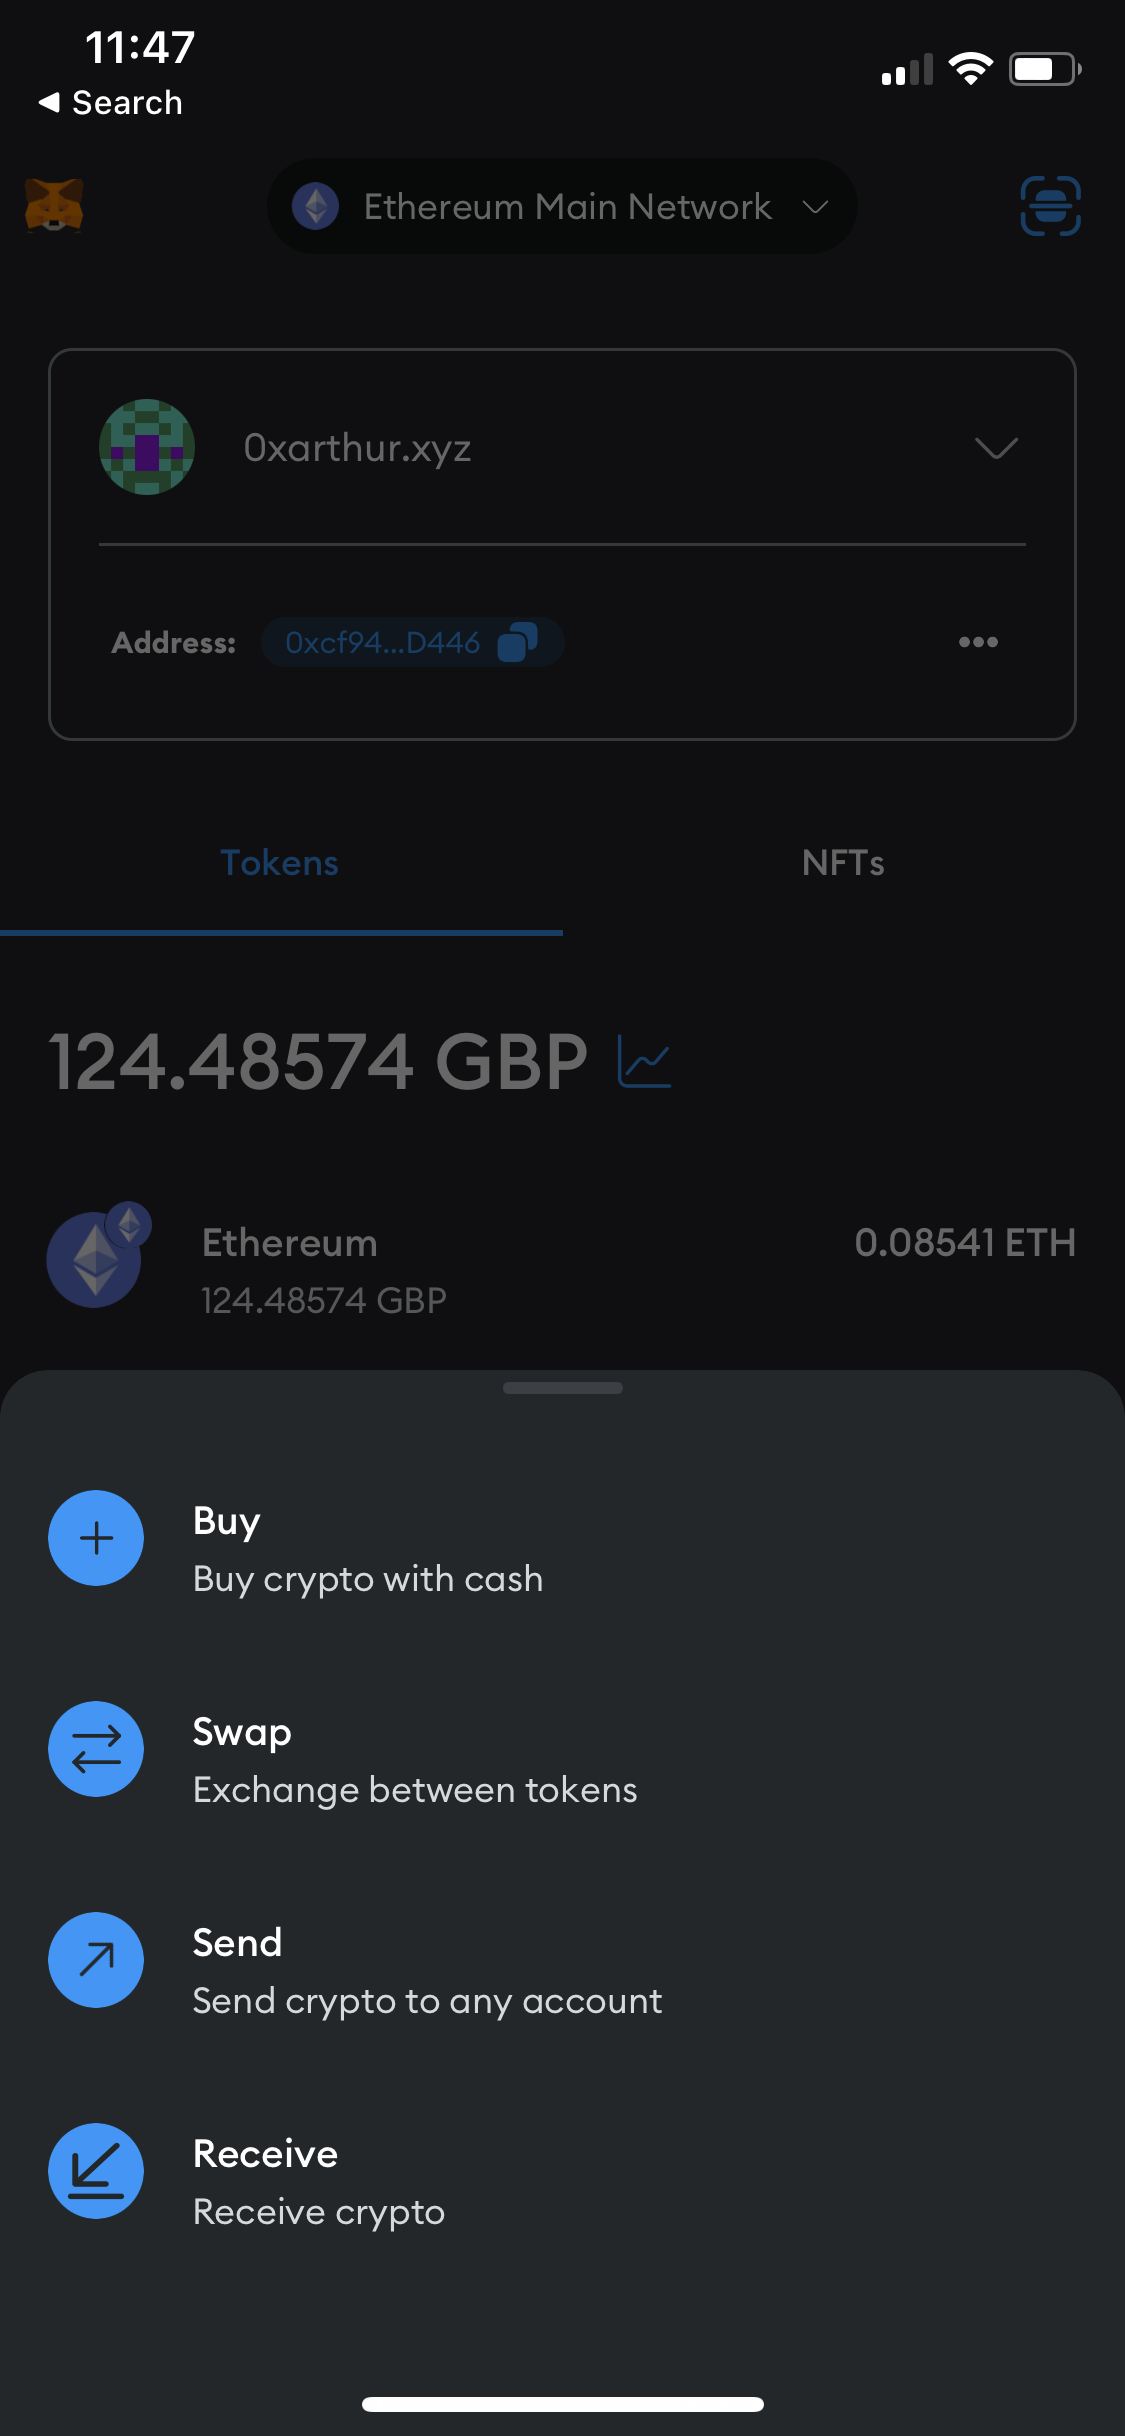 11:47
Search
Ethereum Main Network
0xarthur.xyz
Address: 0xcf94...D446
Tokens NFTs
124.48574 GBP
Ethereum 0.08541 ETH
124.48574 GBP
Buy
Buy crypto with cash
Swap
Exchange between tokens
Send
Send crypto to any account
Receive
Receive crypto